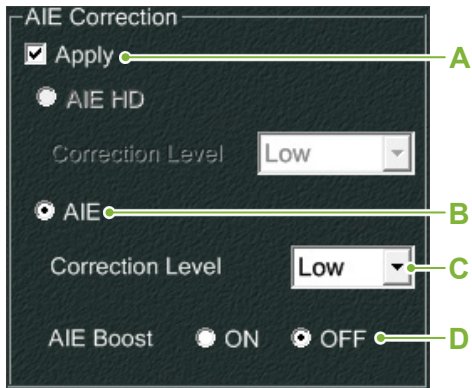 AIE Correction
Apply
A
AIE HD
Correction Level Low
AIE
B
Correction Level Low
C
AIE Boost ON OFF
D